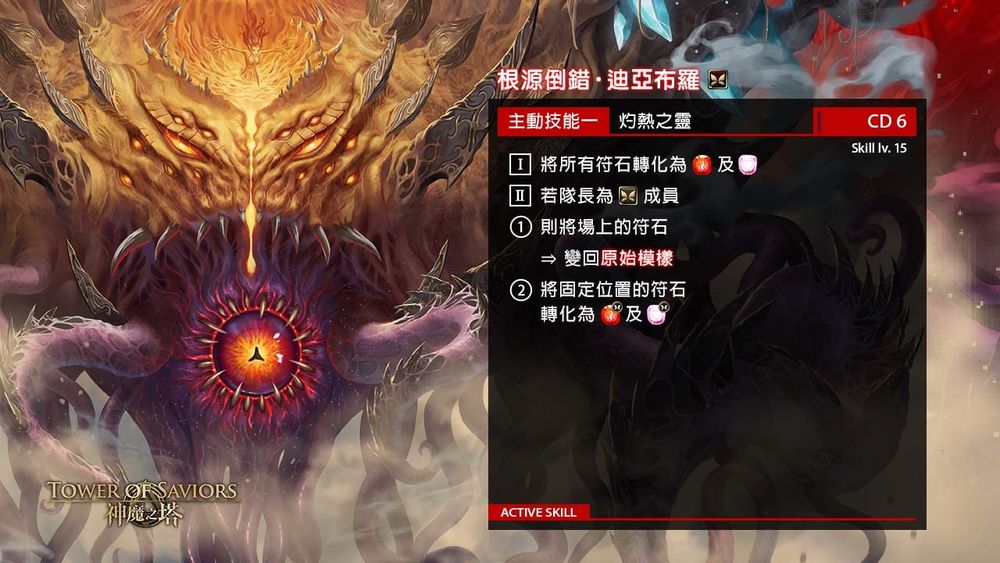 根源倒錯‧迪亞布羅
主動技能一 灼熱之靈 CD 6
Skill lv. 15
I 將所有符石轉化為 及
II 若隊長為 成員
① 則將場上的符石
⇒ 變回原始模樣
② 將固定位置的符石
轉化為 及
TOWER OF SAVIORS
神魔之塔
ACTIVE SKILL